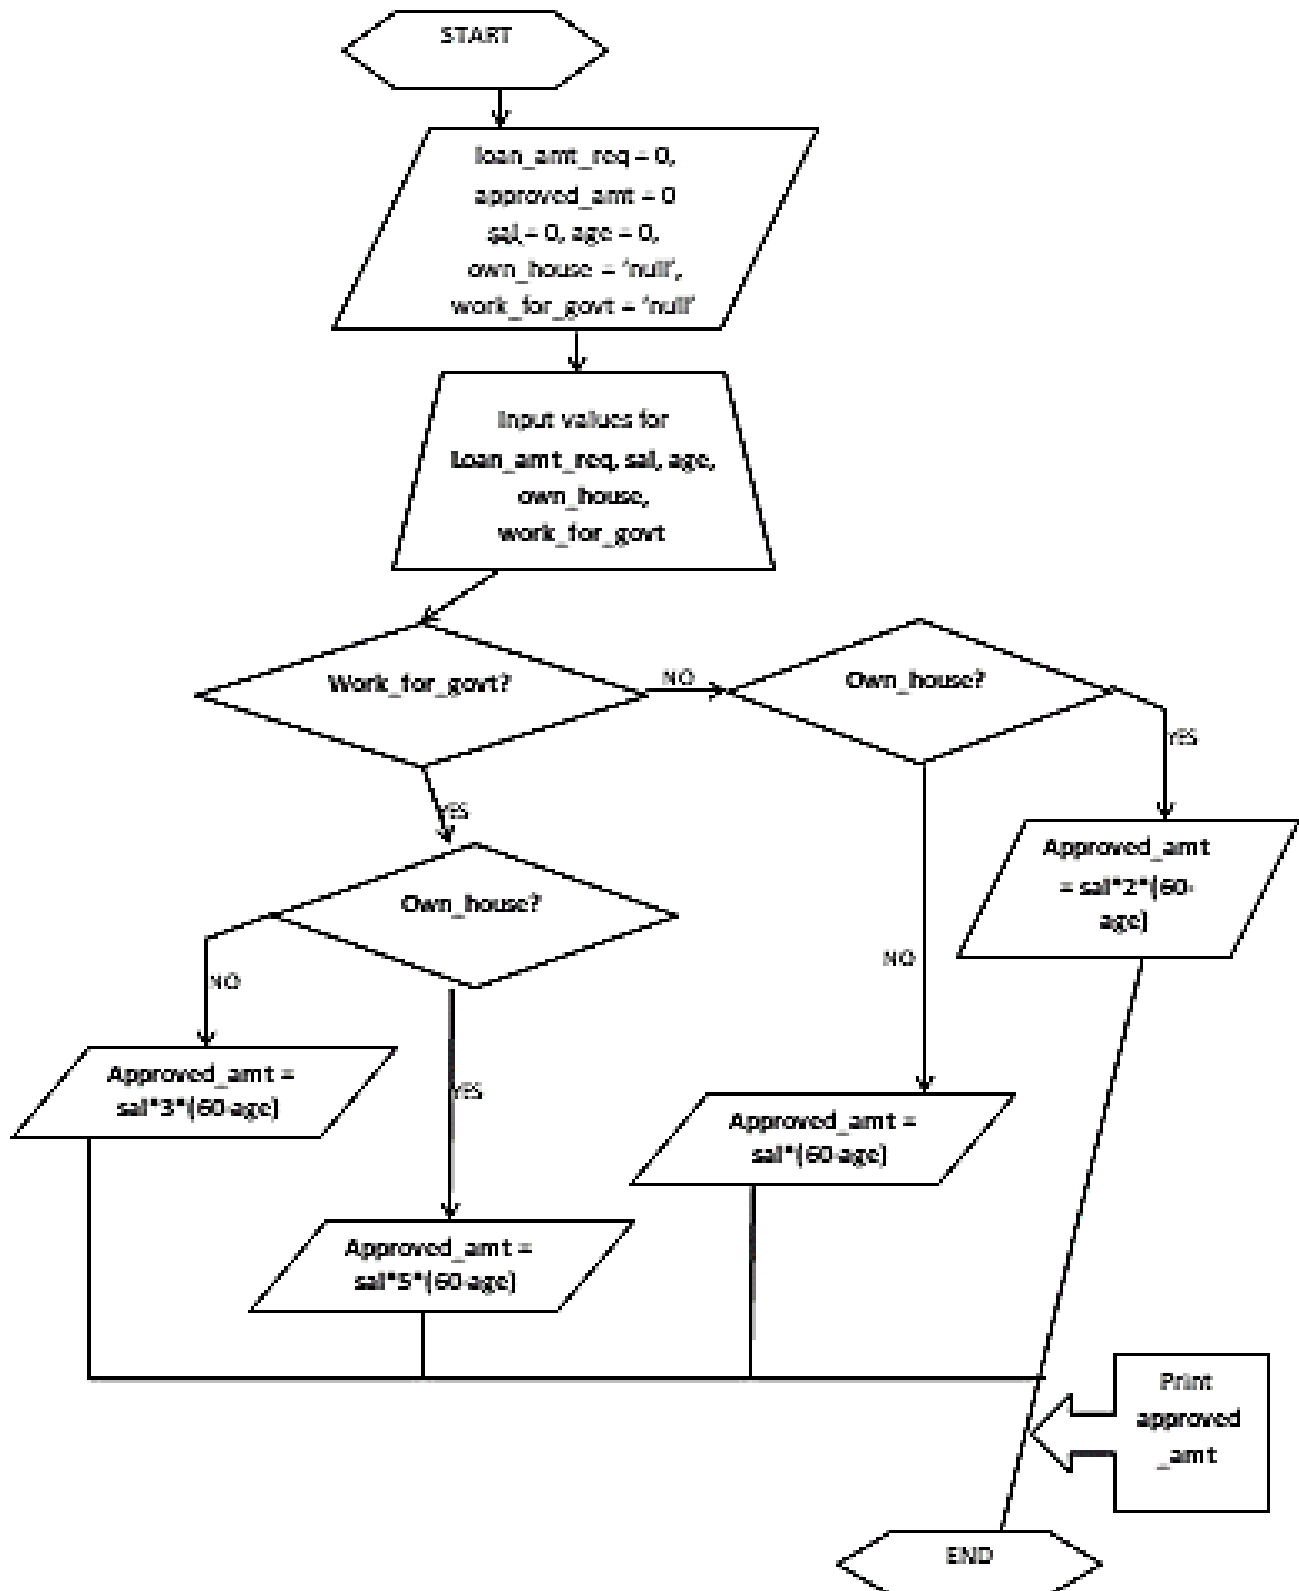 START
loan_amt_req = 0,
approved_amt = 0
sal = 0, age = 0,
own_house = ‘null’,
work_for_govt = ‘null’
Input values for
Loan_amt_req, sal, age,
own_house,
work_for_govt
Work_for_govt?
NO
Own_house?
YES
YES
Approved_amt
= sal*2*(60-
age)
Own_house?
NO
NO
Approved_amt =
sal*3*(60-age)
YES
Approved_amt =
sal*(60-age)
Approved_amt =
sal*5*(60-age)
Print
approved
_amt
END